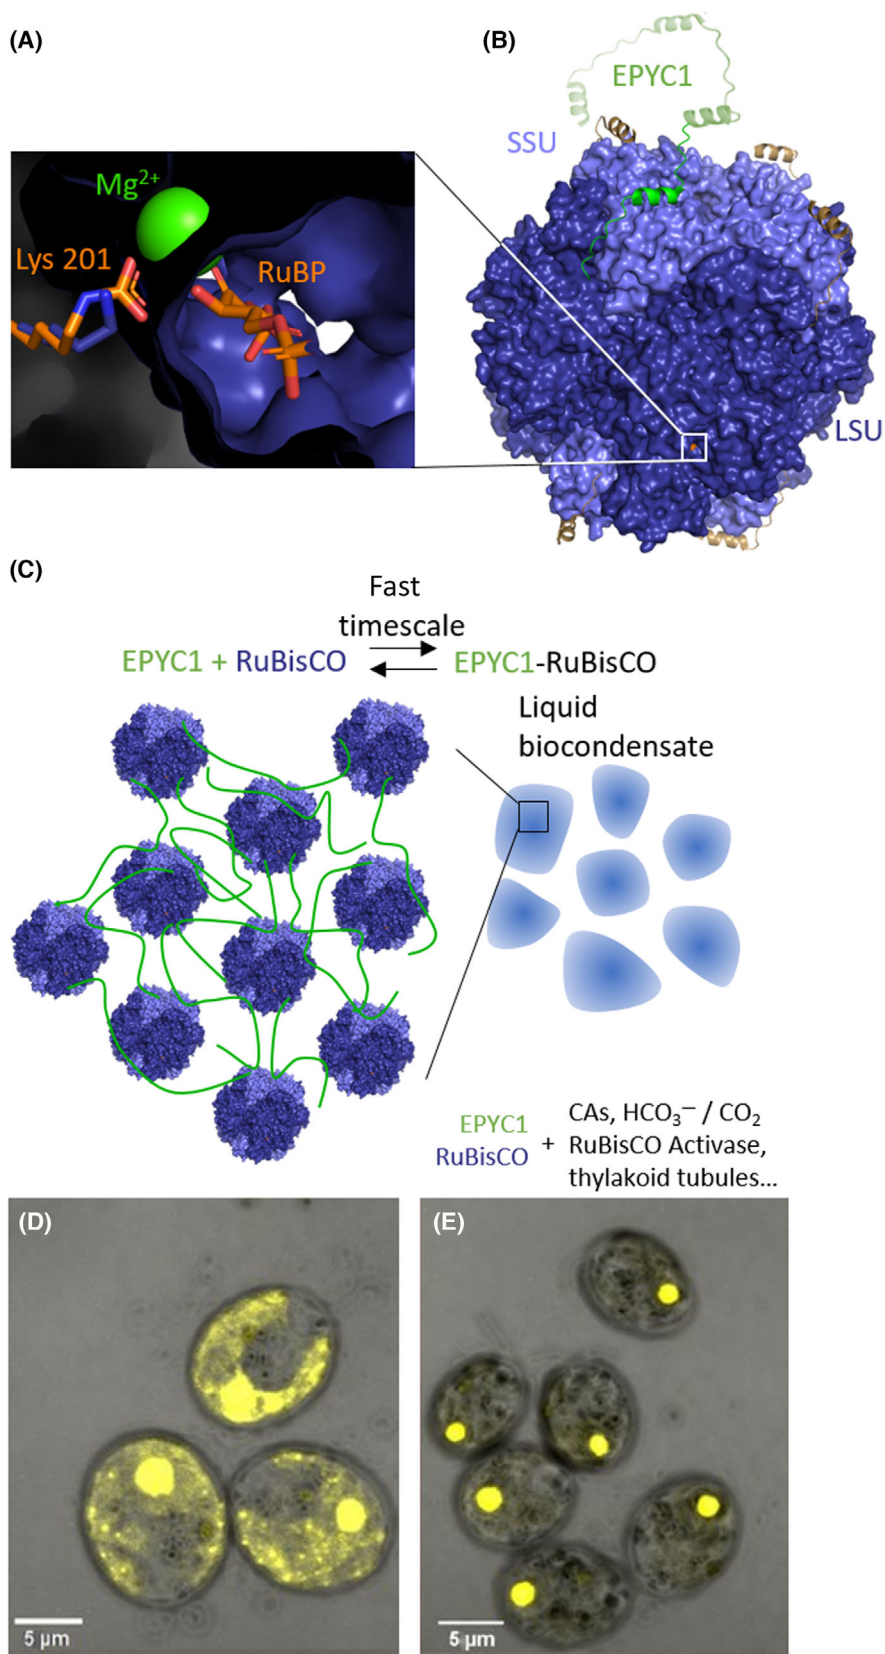 (A)
(B)
EPYC1
SSU
Mg2+
Lys 201
RuBP
LSU
(C)
Fast
timescale
EPYC1 + RuBisCO
EPYC1-RuBisCO
Liquid
biocondensate
EPYC1
RuBisCO
+
CAs, HCO3− / CO2
RuBisCO Activase,
thylakoid tubules...
(D)
(E)
5 µm
5 µm